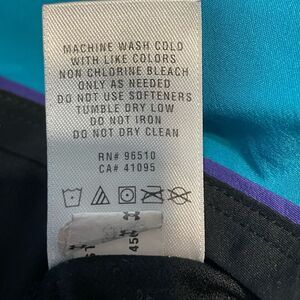 MACHINE WASH COLD
WITH LIKE COLORS
NON CHLORINE BLEACH
ONLY AS NEEDED
DO NOT USE SOFTENERS
TUMBLE DRY LOW
DO NOT IRON
DO NOT DRY CLEAN
RN# 96510
CA# 41095